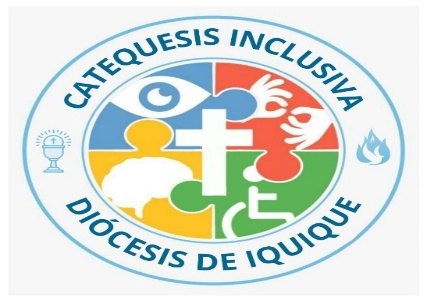 CATEQUESIS INCLUSIVA
DIÓCESIS DE IQUIQUE